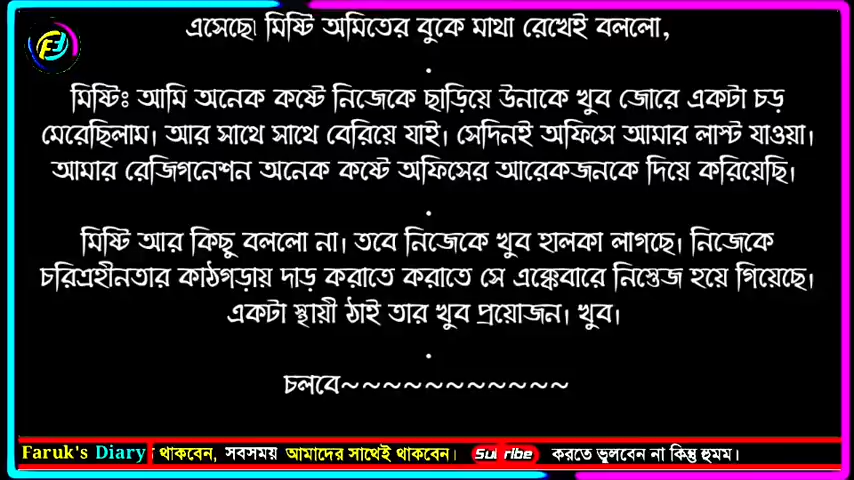 এসেছে৷ মিষ্টি অমিতের বুকে মাথা রেখেই বললো,
.
মিষ্টিঃ আমি অনেক কষ্টে নিজেকে ছাড়িয়ে উনাকে খুব জোরে একটা চড়
মেরেছিলাম। আর সাথে সাথে বেরিয়ে যাই। সেদিনই অফিসে আমার লাস্ট যাওয়া।
আমার রেজিগনেশন অনেক কষ্টে অফিসের আরেকজনকে দিয়ে করিয়েছি।
.
মিষ্টি আর কিছু বললো না। তবে নিজেকে খুব হালকা লাগছে। নিজেকে
চরিত্রহীনতার কাঠগড়ায় দাড় করাতে করাতে সে এক্কেবারে নিস্তেজ হয়ে গিয়েছে।
একটা স্থায়ী ঠাই তার খুব প্রয়োজন। খুব।
.
চলবে~~~~~~~~~~~
Faruk's Diary থাকবেন, সবসময় আমাদের সাথেই থাকবেন। করতে ভুলবেন না কিন্তু হুমম।